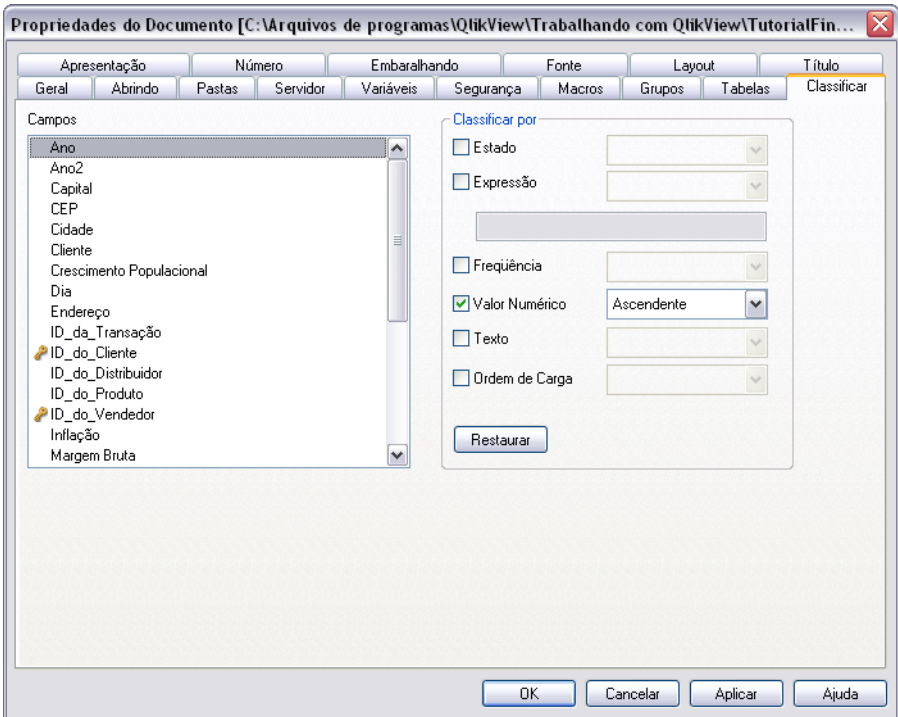 Propriedades do Documento [C:\Arquivos de programas\QlikView\Trabalhando com QlikView\TutorialFin...
Apresentação Número Embaralhando Fonte Layout Título
Geral Abrindo Pastas Servidor Variáveis Segurança Macros Grupos Tabelas Classificar
Campos
Ano
Ano2
Capital
CEP
Cidade
Cliente
Crescimento Populacional
Dia
Endereço
ID_da_Transação
ID_do_Cliente
ID_do_Distribuidor
ID_do_Produto
ID_do_Vendedor
Inflação
Margem Bruta
Classificar por
Estado
Expressão
Freqüência
Valor Numérico Ascendente
Texto
Ordem de Carga
Restaurar
OK Cancelar Aplicar Ajuda